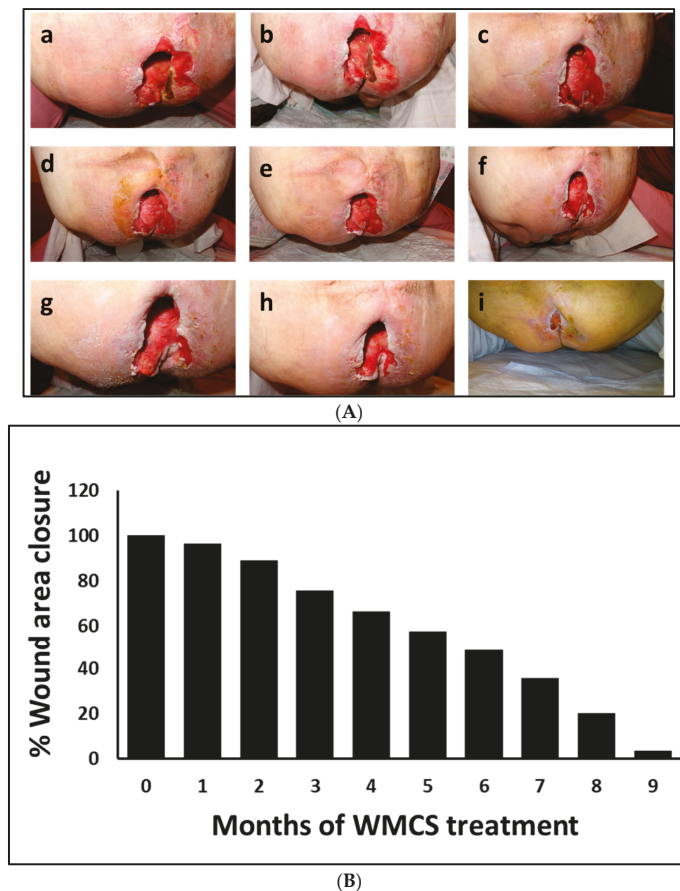 a b c
d e f
g h i
(A)
% Wound area closure
120
100
80
60
40
20
0
0 1 2 3 4 5 6 7 8 9
Months of WMCS treatment
(B)